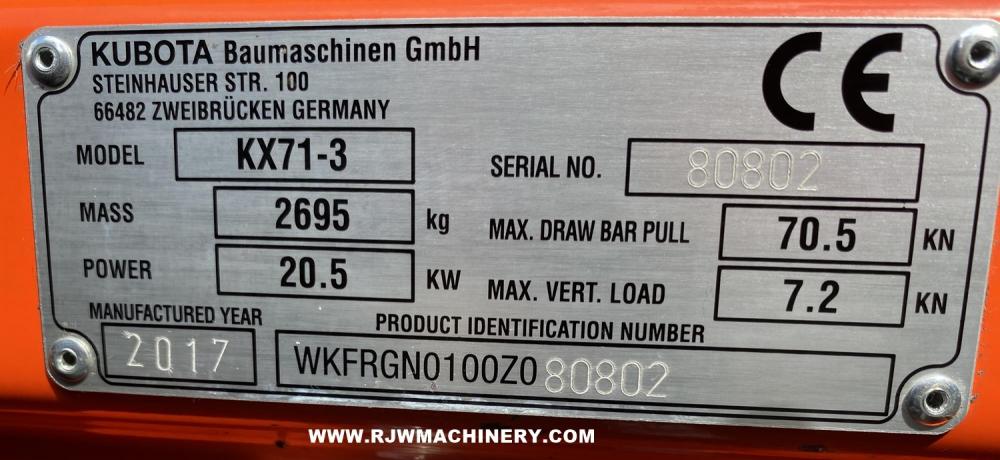 KUBOTA Baumaschinen GmbH
STEINHAUSER STR. 100
66482 ZWEIBRÜCKEN GERMANY
CE
MODEL KX71-3
SERIAL NO. 80802
MASS 2695 kg
MAX. DRAW BAR PULL 70.5 KN
POWER 20.5 KW
MAX. VERT. LOAD 7.2 KN
MANUFACTURED YEAR
2017
PRODUCT IDENTIFICATION NUMBER
WKFRGN0100Z080802
WWW.RJWMACHINERY.COM